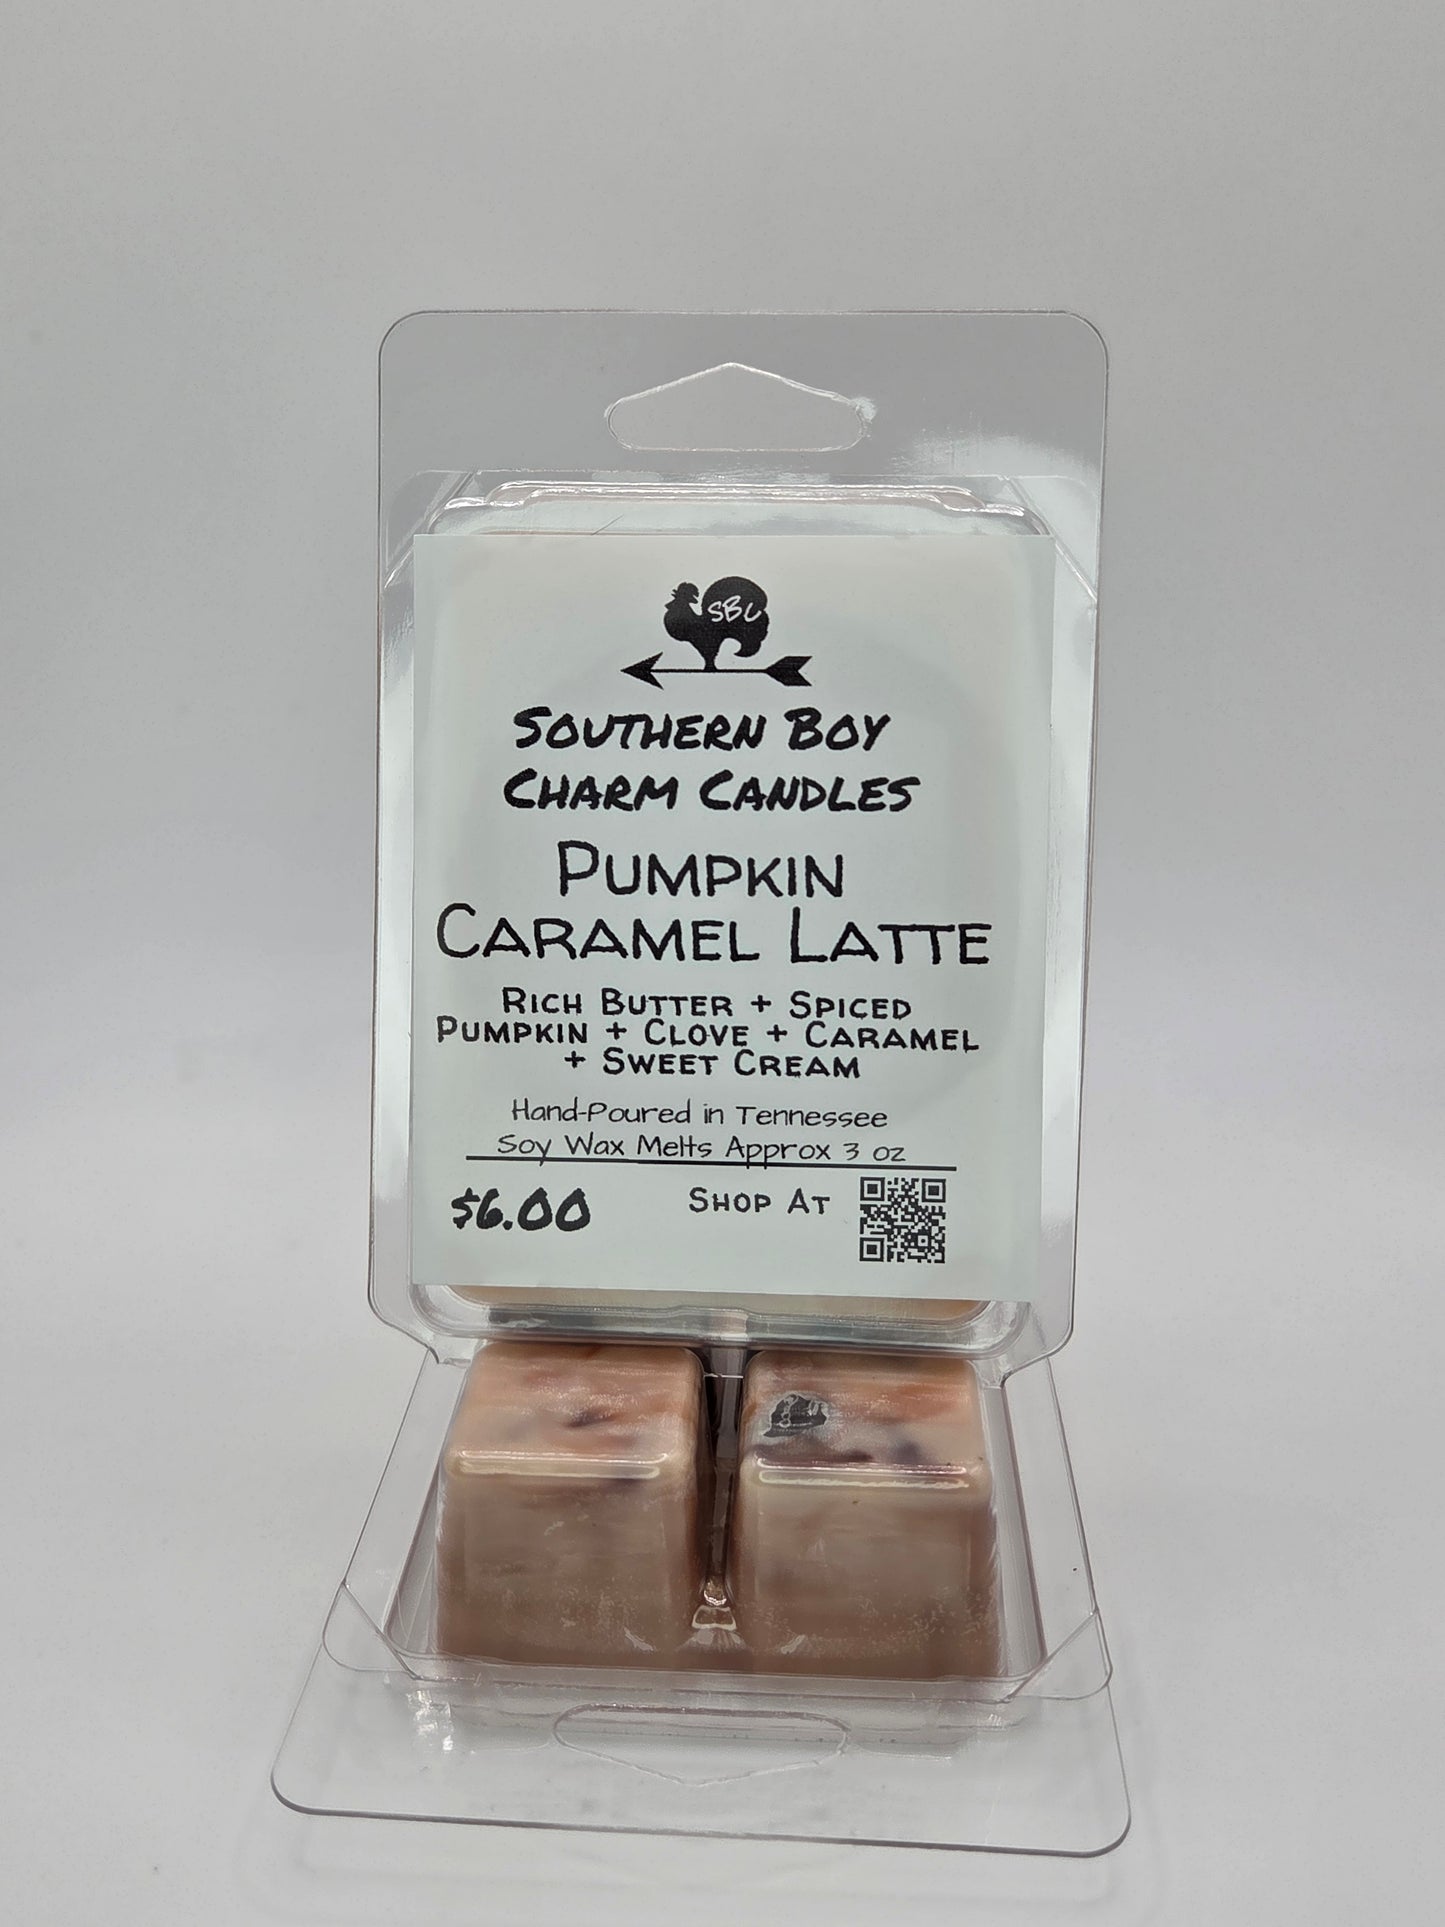 SBC
Southern Boy
Charm Candles
Pumpkin
Caramel Latte
Rich Butter + Spiced
Pumpkin + Clove + Caramel
+ Sweet Cream
Hand-Poured in Tennessee
Soy Wax Melts Approx 3 oz
$6.00 Shop At